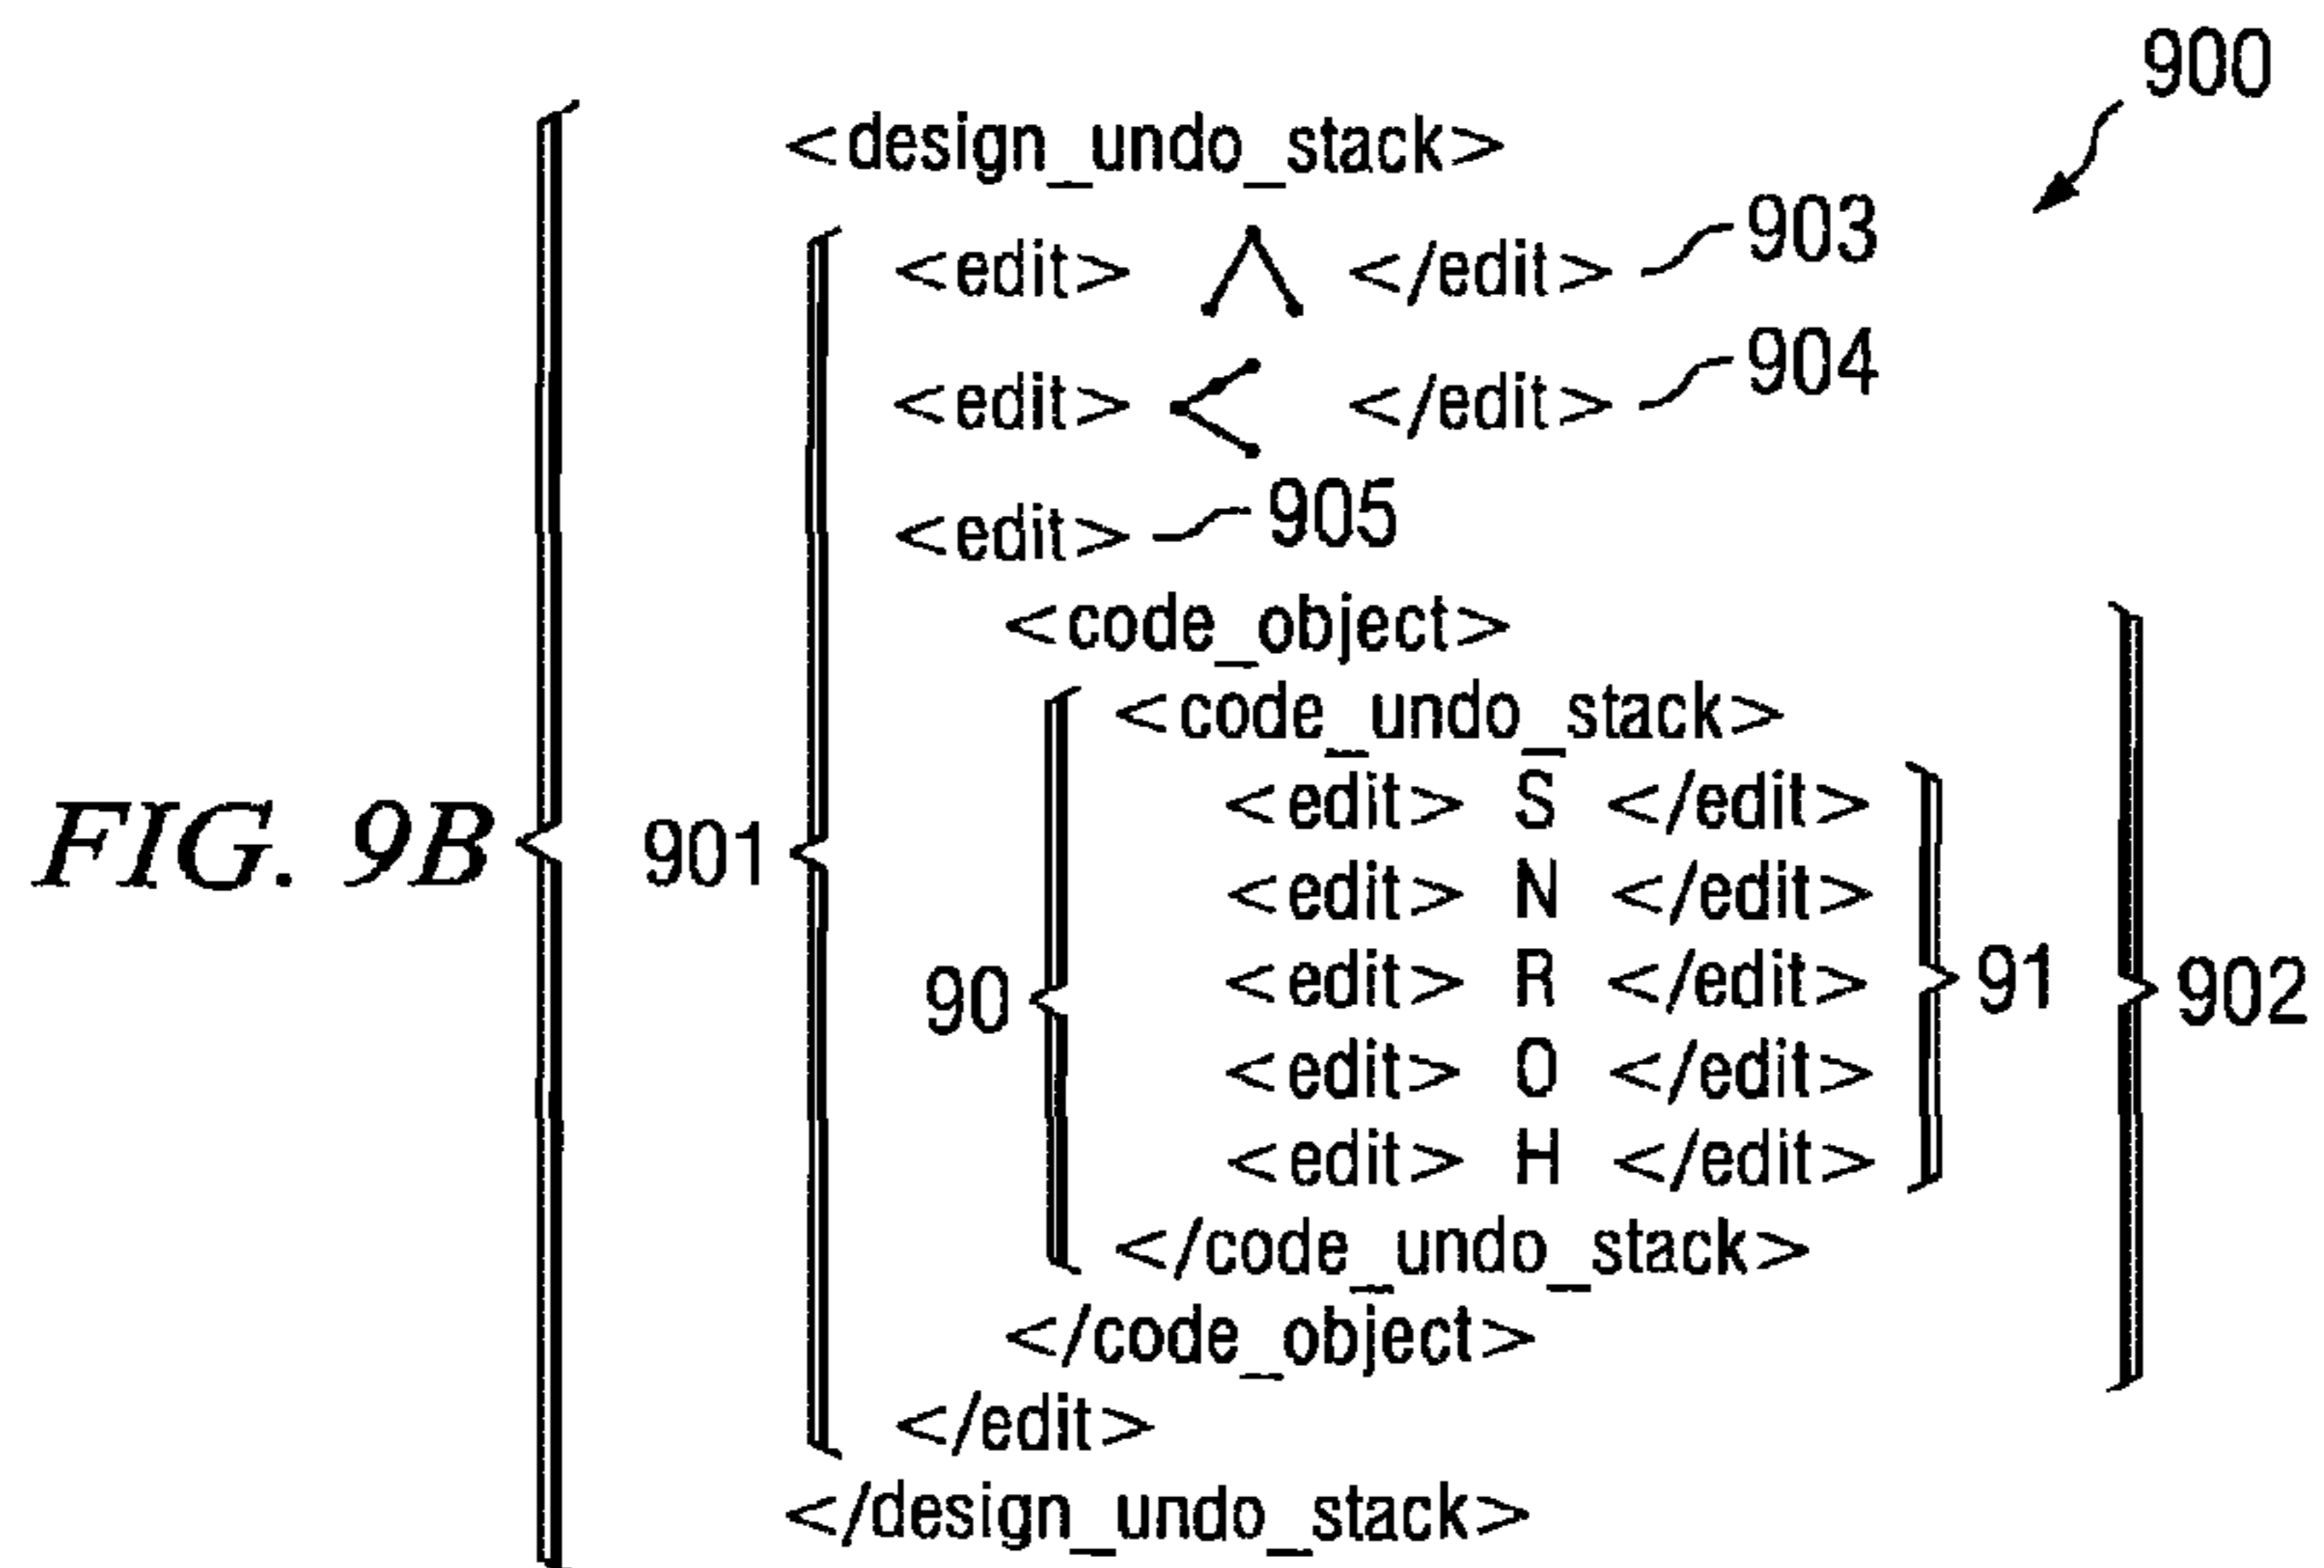 900
<design_undo_stack>
<edit> </edit> 903
<edit> </edit> 904
<edit> 905
<code_object>
<code_undo_stack>
<edit> S </edit>
FIG. 9B 901 <edit> N </edit>
90 <edit> R </edit> 91 902
<edit> O </edit>
<edit> H </edit>
</code_undo_stack>
</code_object>
</edit>
</design_undo_stack>